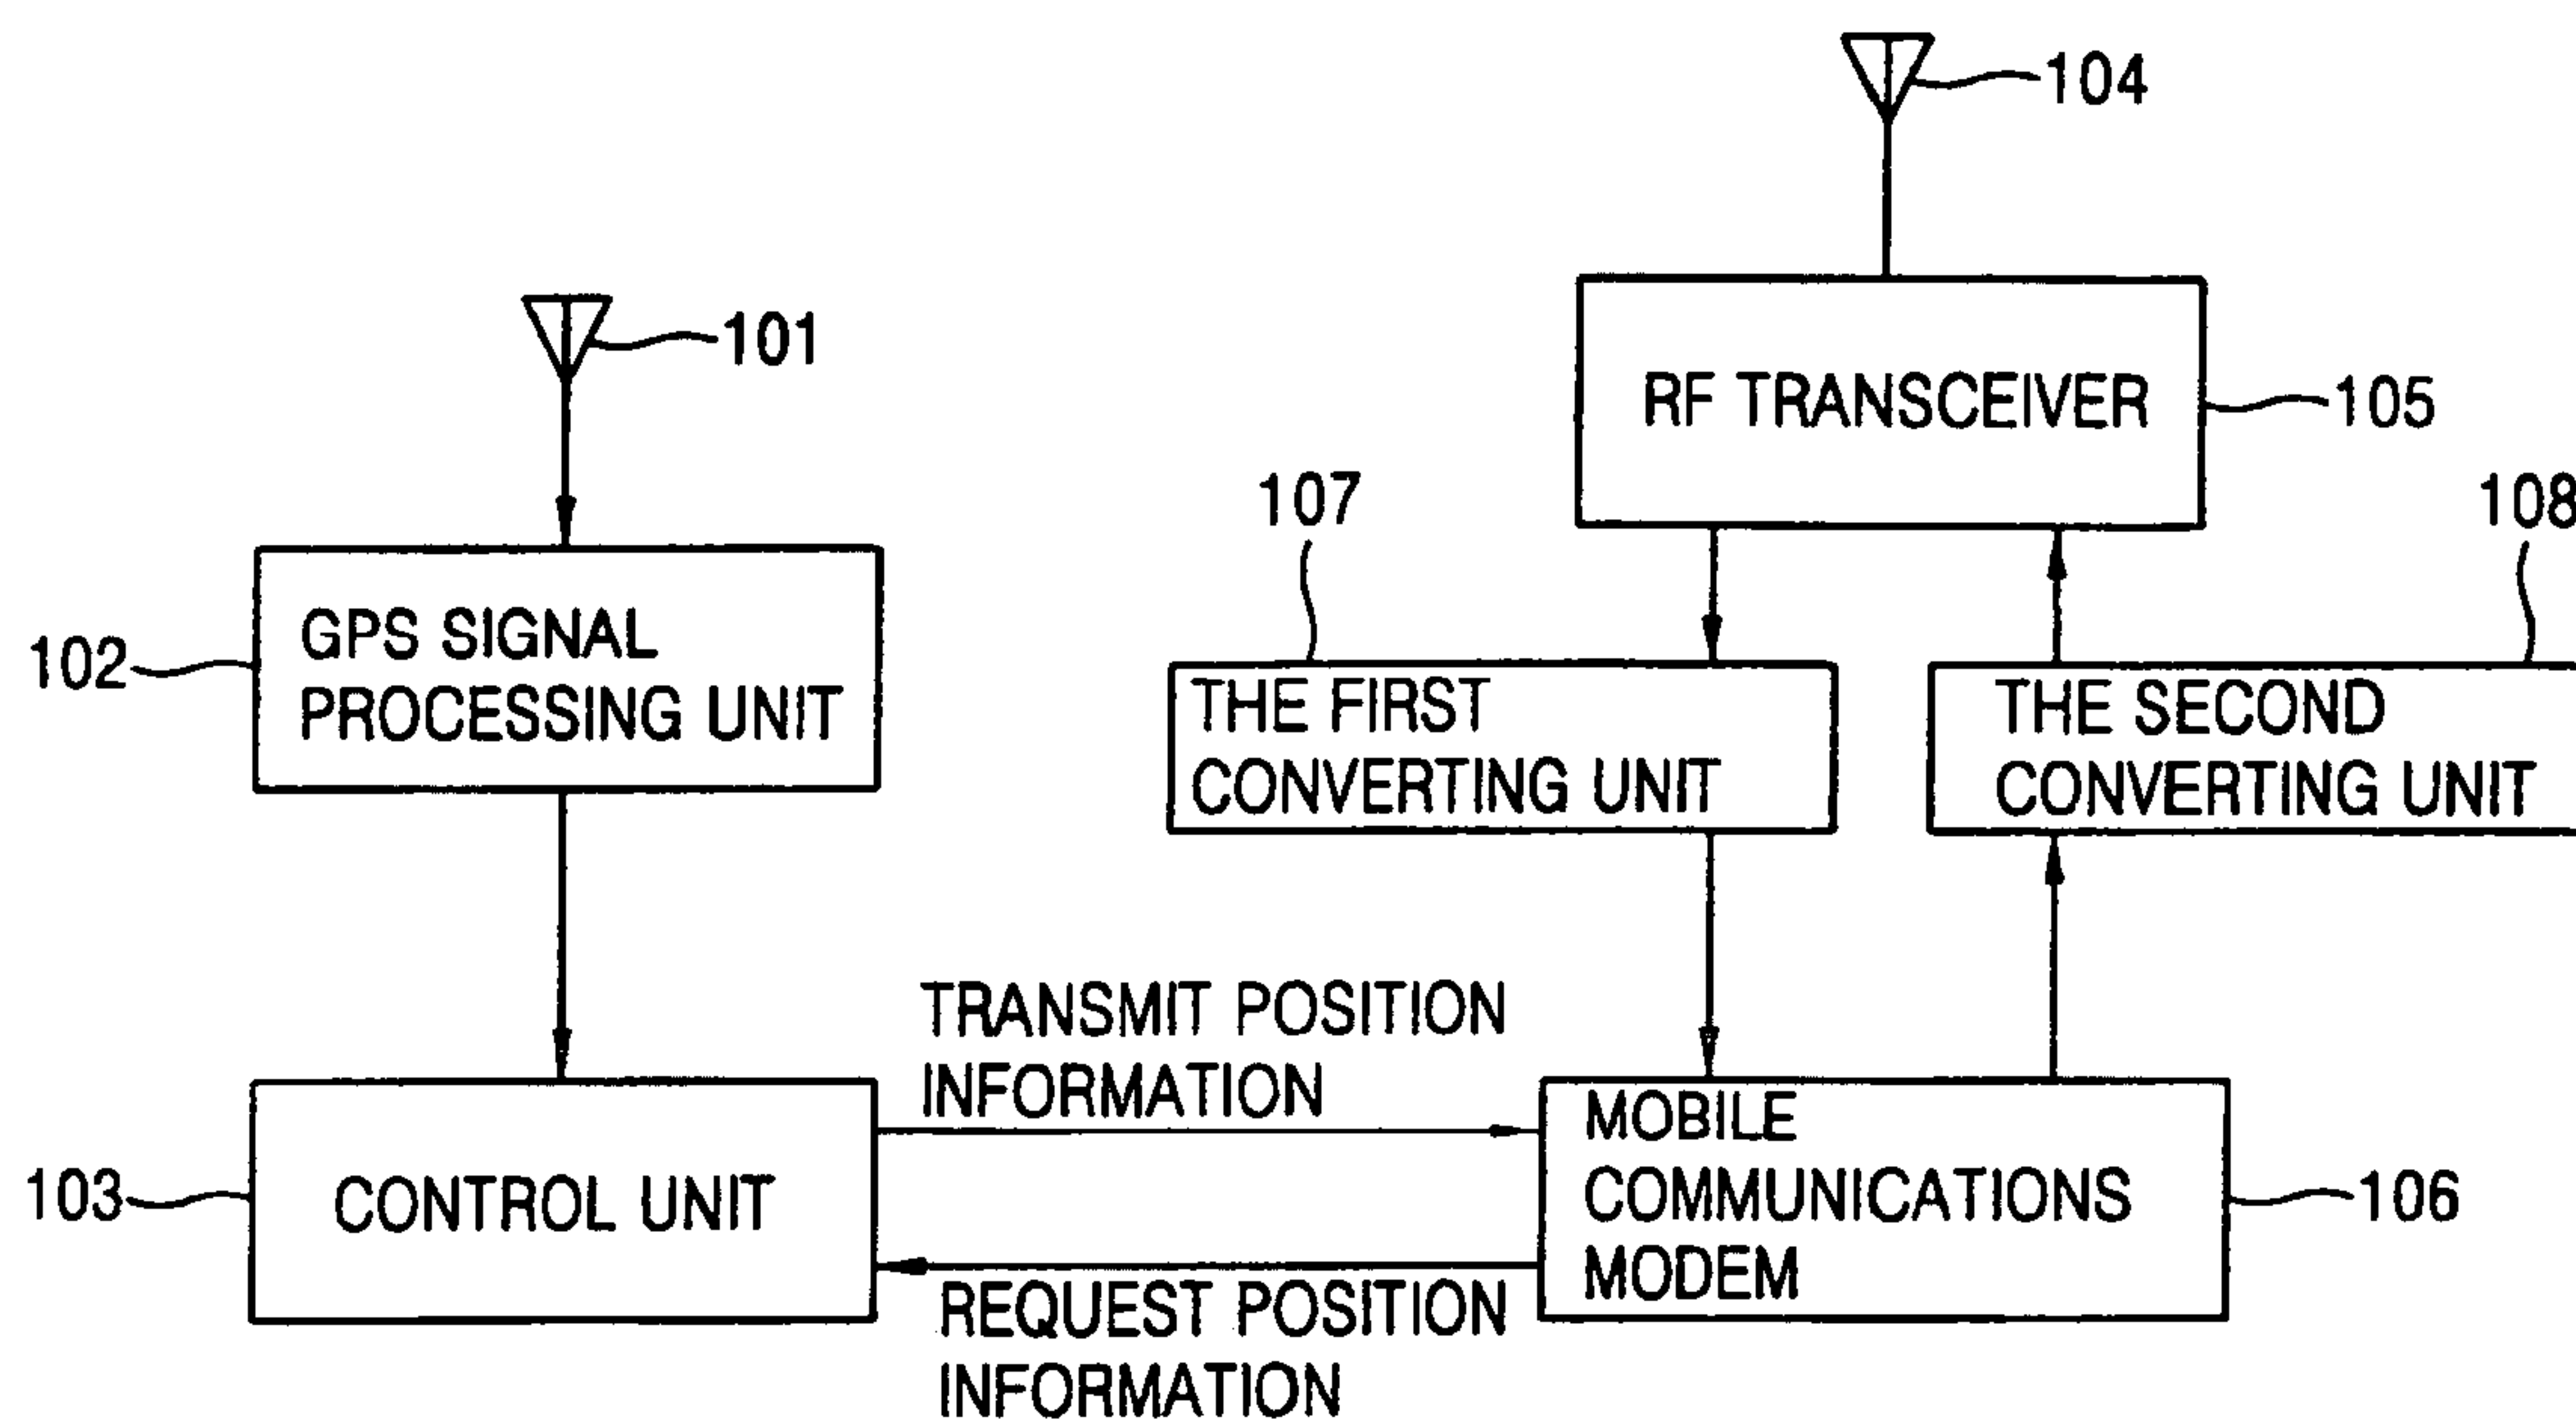 104
101
RF TRANSCEIVER
105
107
108
GPS SIGNAL
PROCESSING UNIT
102
THE FIRST
CONVERTING UNIT
THE SECOND
CONVERTING UNIT
TRANSMIT POSITION
INFORMATION
103
CONTROL UNIT
MOBILE
COMMUNICATIONS
MODEM
106
REQUEST POSITION
INFORMATION